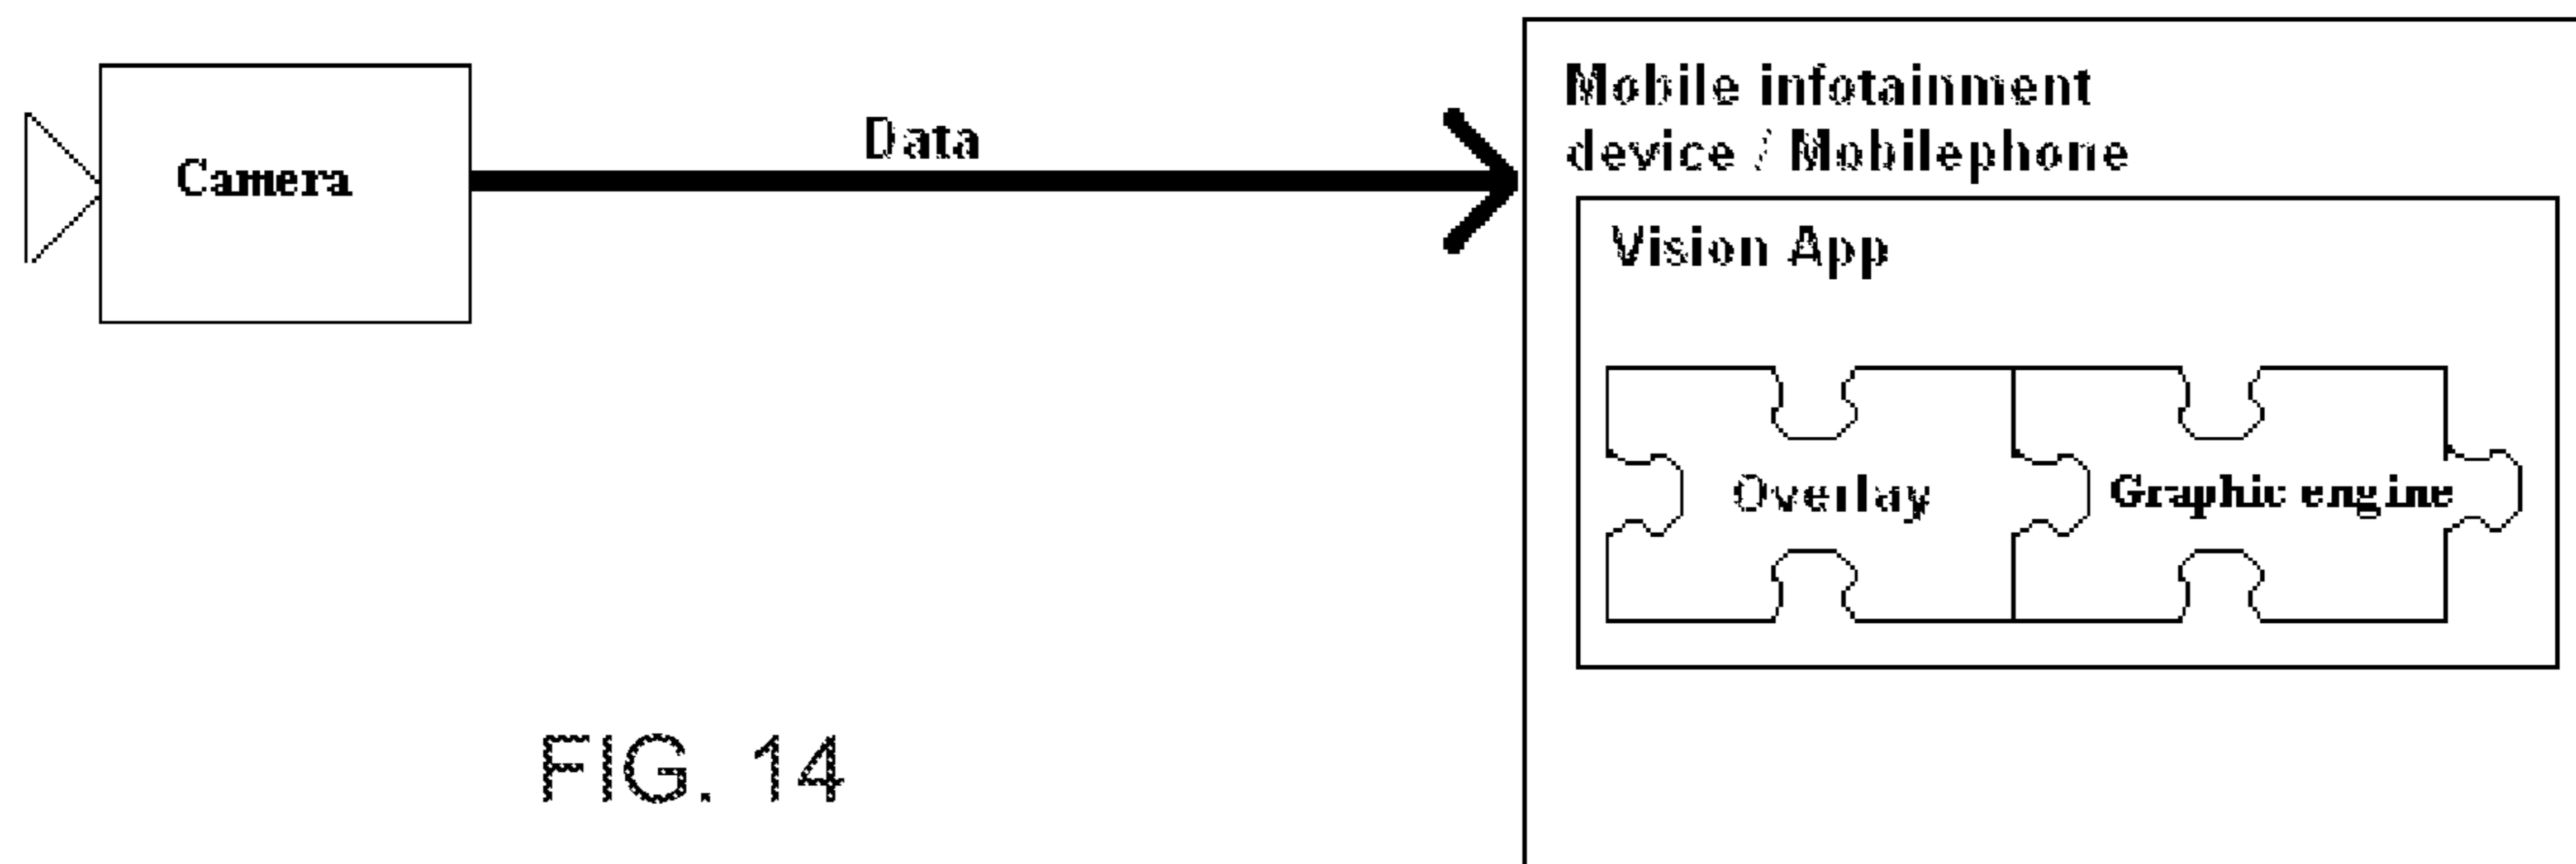 Camera
Data
Mobile infotainment
device / Mobilephone
Vision App
Overlay
Graphic engine
FIG. 14